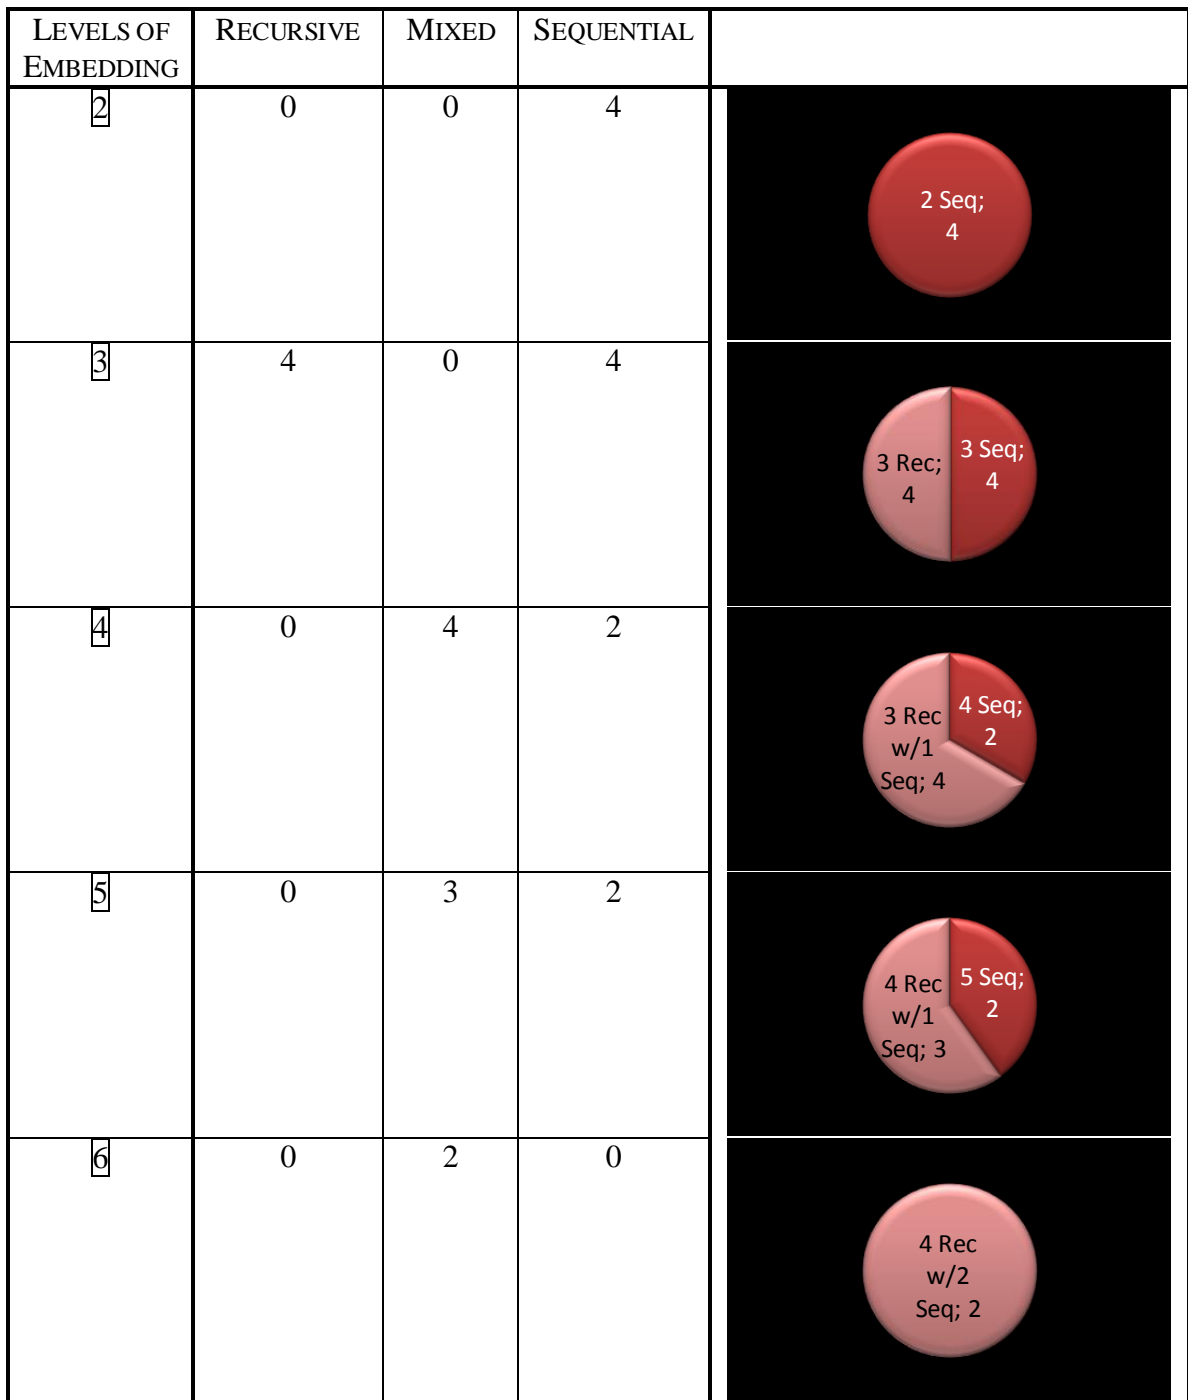 LEVELS OF EMBEDDING RECURSIVE MIXED SEQUENTIAL
2 0 0 4
2 Seq;
4
3 4 0 4
3 Rec;
4
3 Seq;
4
4 0 4 2
3 Rec
w/1
Seq; 4
4 Seq;
2
5 0 3 2
4 Rec
w/1
Seq; 3
5 Seq;
2
6 0 2 0
4 Rec
w/2
Seq; 2